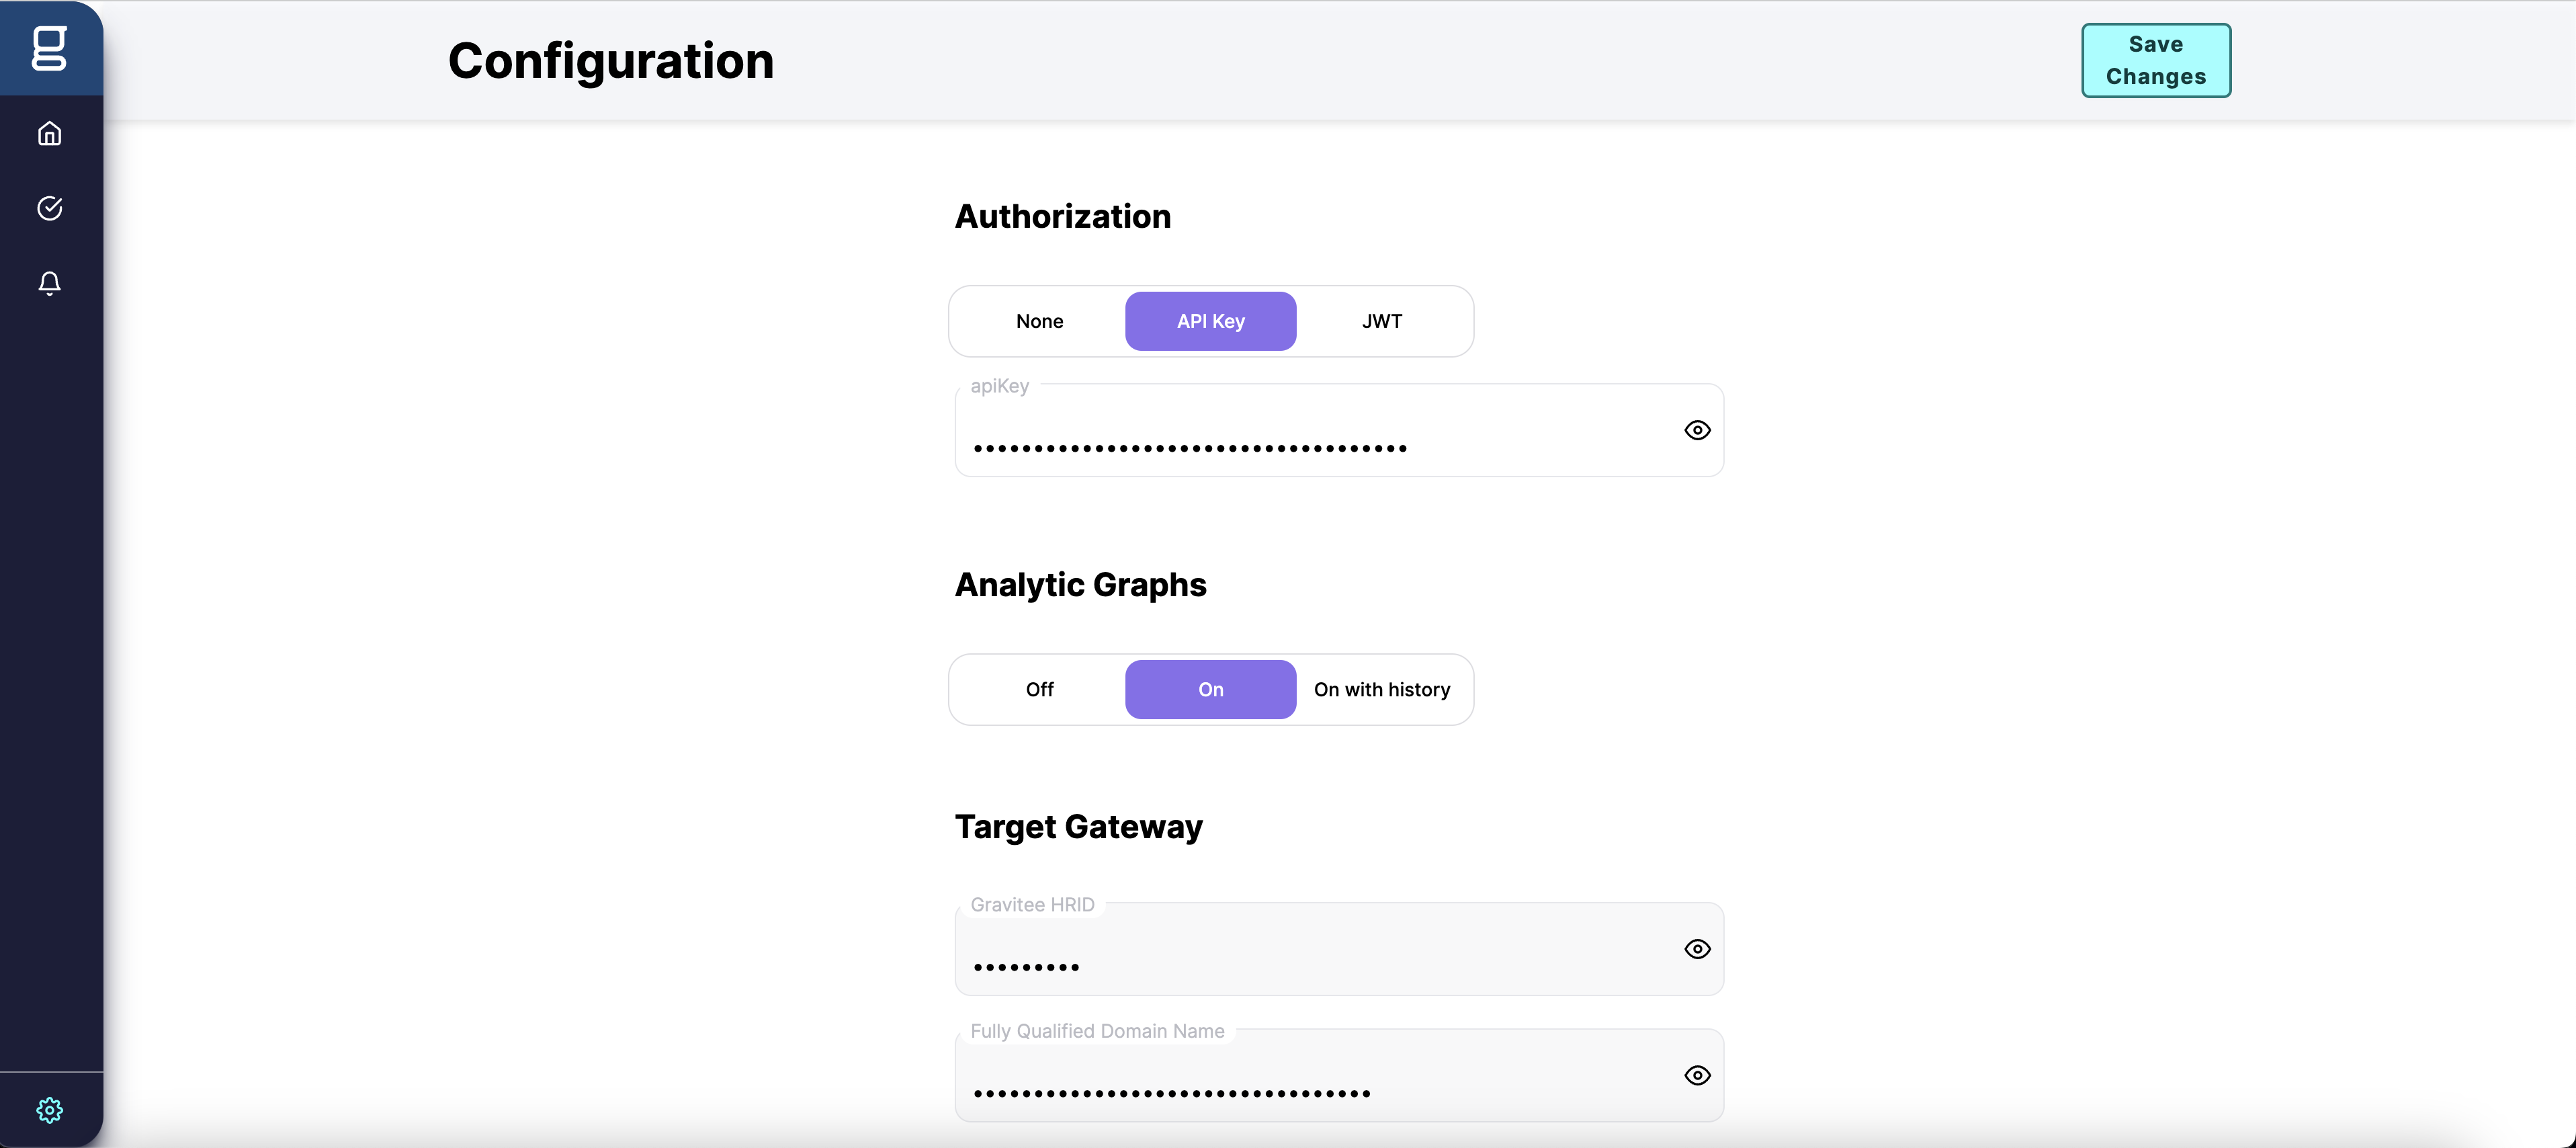 g
Configuration
Save
Changes
Authorization
None API Key JWT
apiKey
••••••••••••••••••••••••••••••••••••
Analytic Graphs
Off On On with history
Target Gateway
Gravitee HRID
•••••••••
Fully Qualified Domain Name
•••••••••••••••••••••••••••••••••